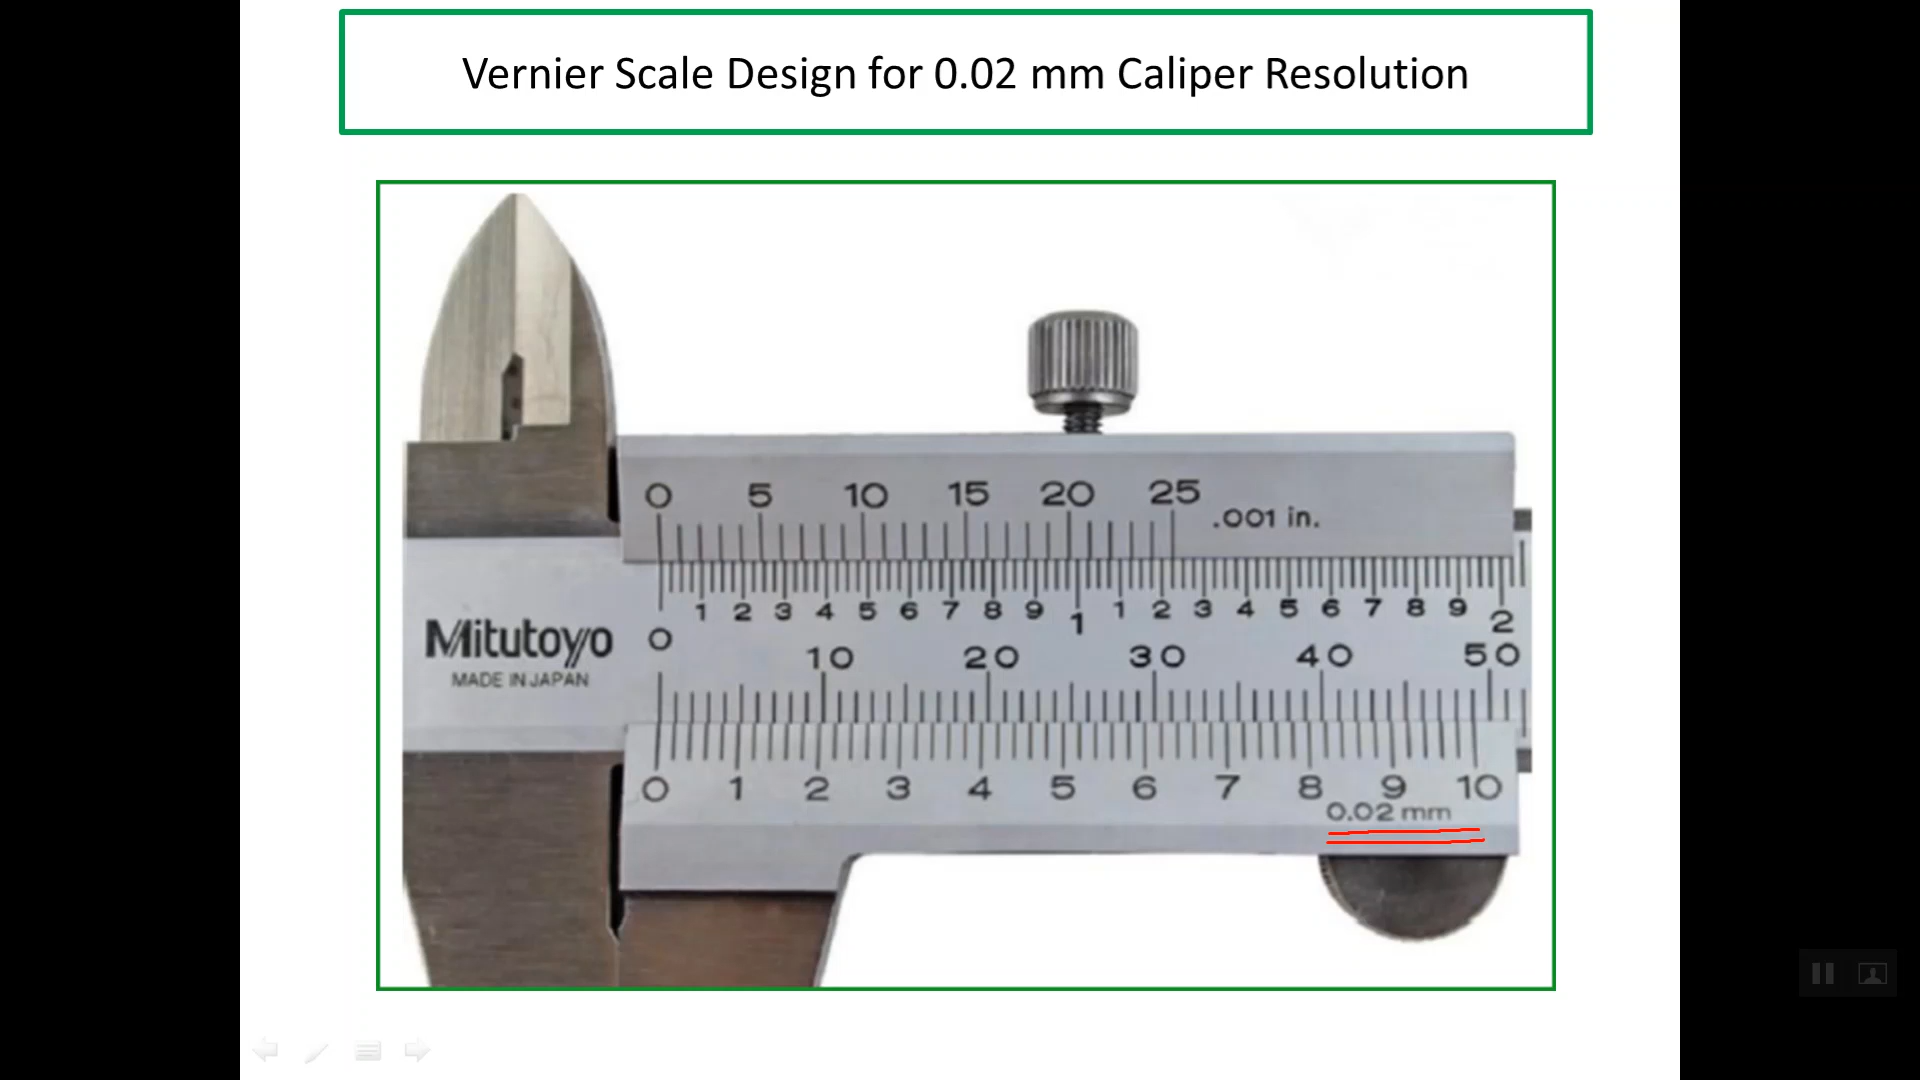 Vernier Scale Design for 0.02 mm Caliper Resolution
0 5 10 15 20 25
.001 in.
1 2 3 4 5 6 7 8 9 1 1 2 3 4 5 6 7 8 9 2
Mitutoyo
MADE IN JAPAN
0 10 20 30 40 50
0 1 2 3 4 5 6 7 8 9 10
0.02 mm